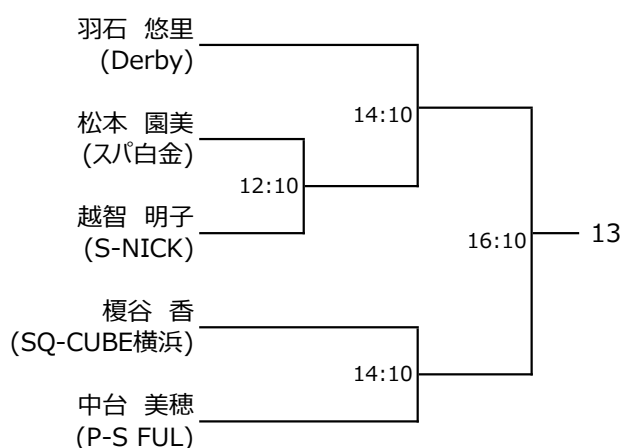 羽石 悠里
(Derby)
14:10
松本 園美
(スパ白金)
12:10
越智 明子
(S-NICK)
16:10
13
榎谷 香
(SQ-CUBE横浜)
14:10
中台 美穂
(P-S FUL)